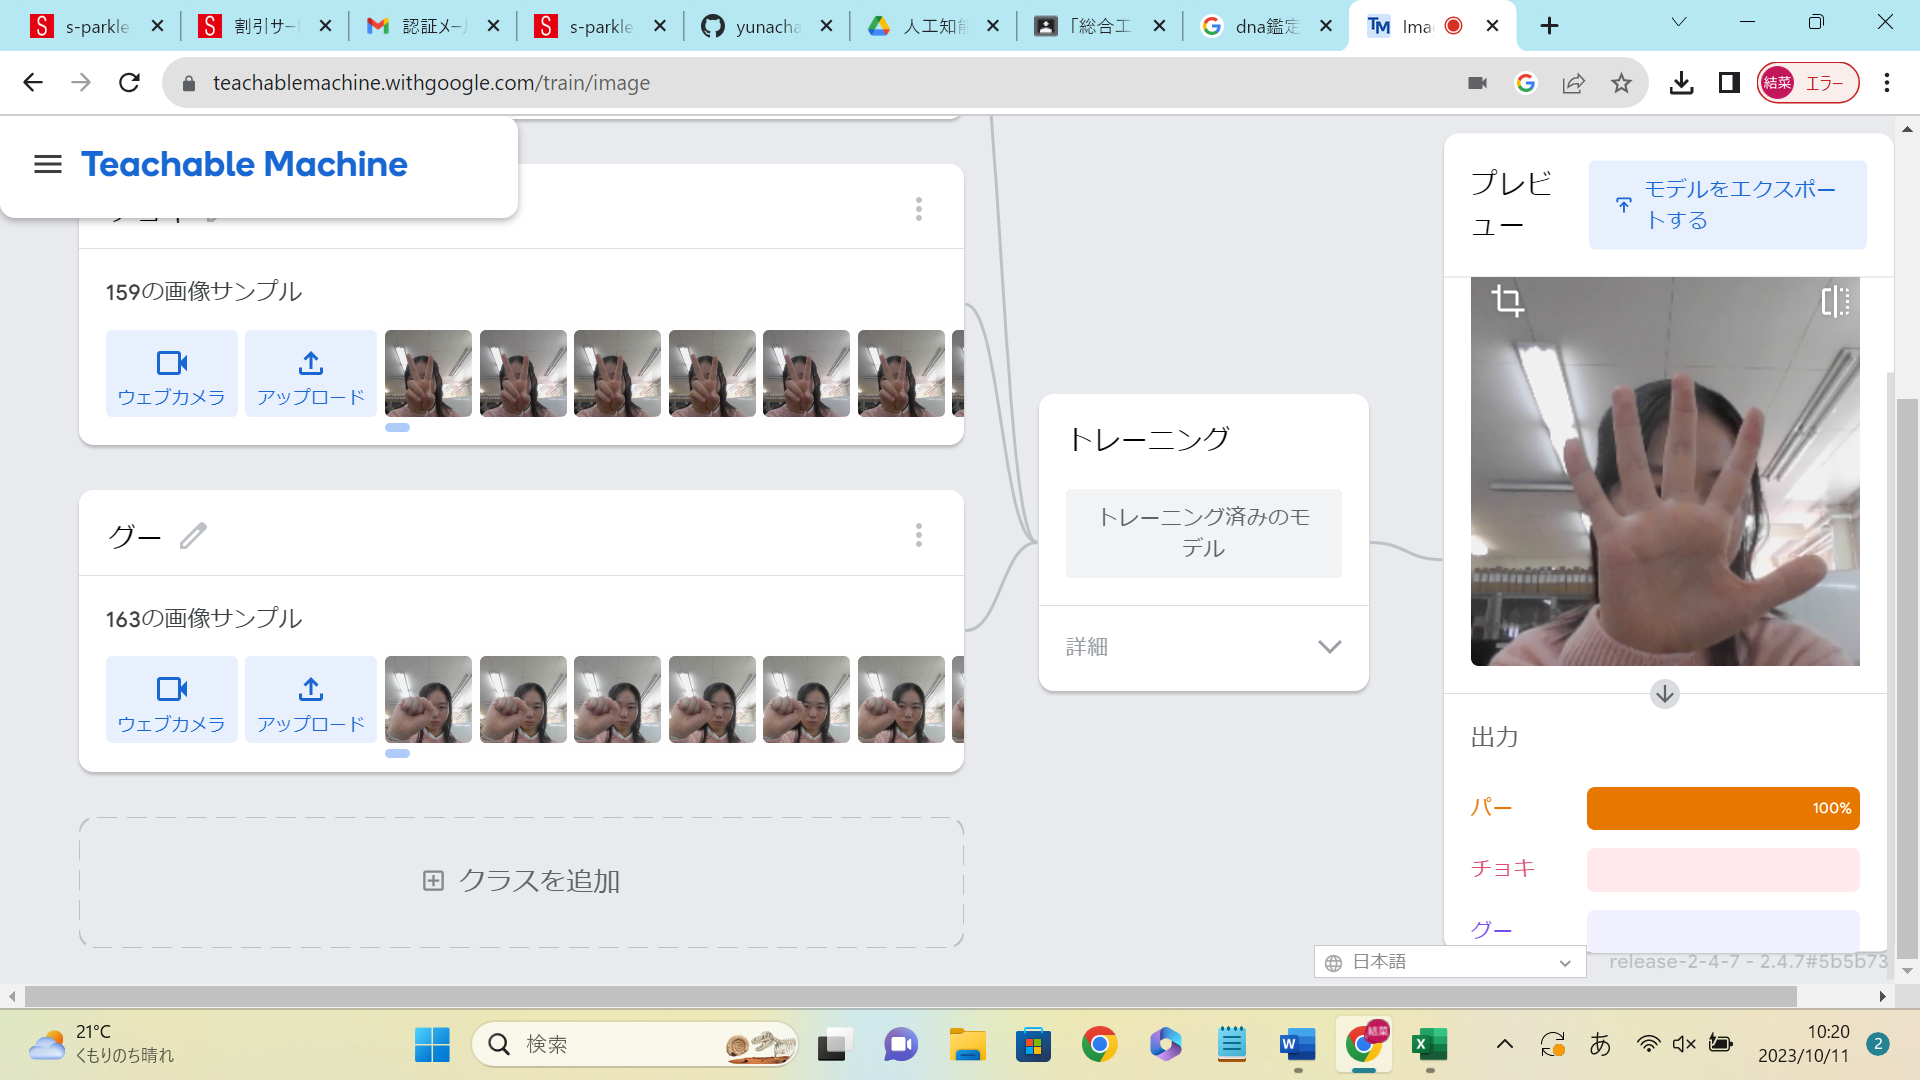 s-parkle.
割引サー
認証メール
s-parkle
yunacha
人工知能
「総合工
dna鑑定
Ima
teachablemachine.withgoogle.com/train/image
結菜 エラー
Teachable Machine
チョキ
159の画像サンプル
ウェブカメラ
アップロード
グー
163の画像サンプル
ウェブカメラ
アップロード
クラスを追加
トレーニング
トレーニング済みのモ
デル
詳細
プレビ
ュー
モデルをエクスポー
トする
出力
パー
100%
チョキ
グー
日本語
release-2-4-7 - 2.4.7#5b5b73
21°C
くもりのち晴れ
検索
結菜
あ
10:20
2023/10/11
2